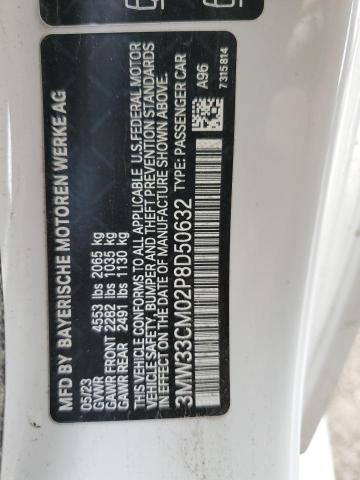 MFD BY BAYERISCHE MOTOREN WERKE AG
05/23
GVWR 4553 lbs 2065 kg
GAWR FRONT 2282 lbs 1035 kg
GAWR REAR 2491 lbs 1130 kg
THIS VEHICLE CONFORMS TO ALL APPLICABLE U.S. FEDERAL MOTOR
VEHICLE SAFETY, BUMPER, AND THEFT PREVENTION STANDARDS
IN EFFECT ON THE DATE OF MANUFACTURE SHOWN ABOVE.
3MW33CM02P8D50632 TYPE: PASSENGER CAR
A96
7315814